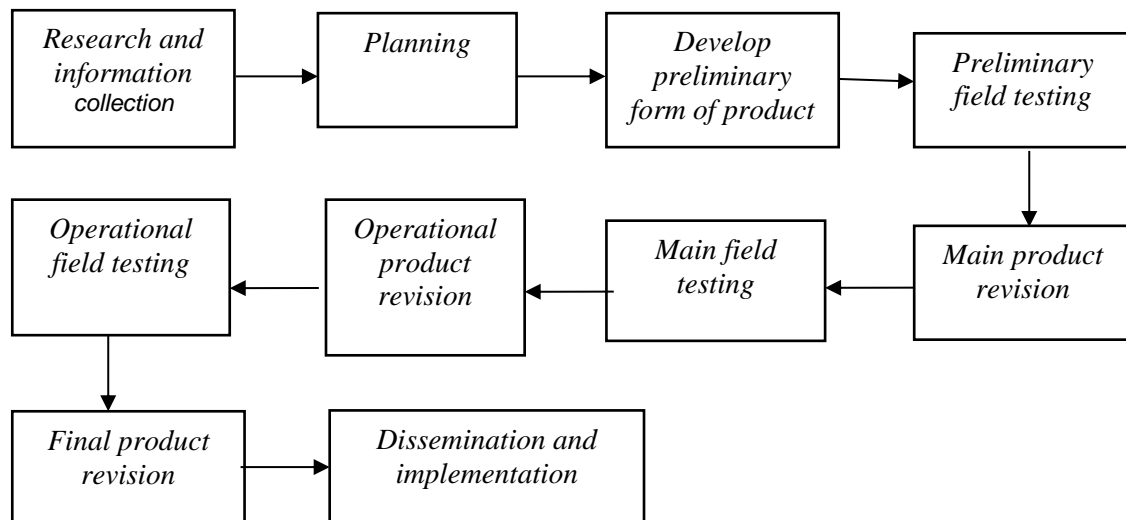 Research and
information
collection
Planning
Develop
preliminary
form of product
Preliminary
field testing
Main product
revision
Main field
testing
Operational
product
revision
Operational
field testing
Final product
revision
Dissemination and
implementation